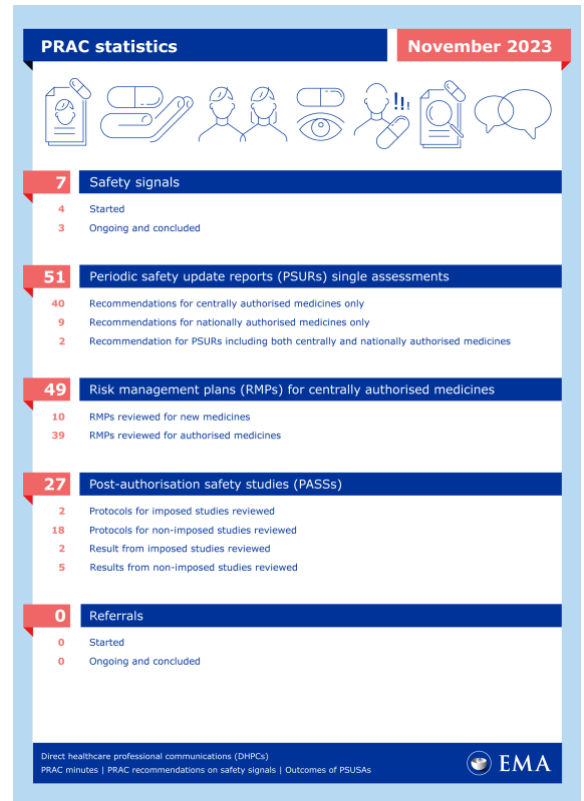 PRAC statistics
November 2023
!!!
7 Safety signals
4 Started
3 Ongoing and concluded
51 Periodic safety update reports (PSURs) single assessments
40 Recommendations for centrally authorised medicines only
9 Recommendations for nationally authorised medicines only
2 Recommendation for PSURs including both centrally and nationally authorised medicines
49 Risk management plans (RMPs) for centrally authorised medicines
10 RMPs reviewed for new medicines
39 RMPs reviewed for authorised medicines
27 Post-authorisation safety studies (PASSs)
2 Protocols for imposed studies reviewed
18 Protocols for non-imposed studies reviewed
2 Result from imposed studies reviewed
5 Results from non-imposed studies reviewed
0 Referrals
0 Started
0 Ongoing and concluded
Direct healthcare professional communications (DHPCs)
PRAC minutes | PRAC recommendations on safety signals | Outcomes of PSUSAs
EMA